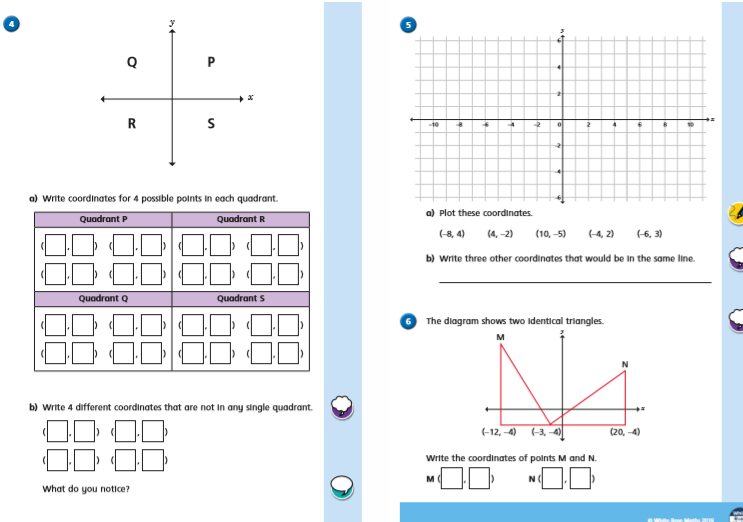 4
y
Q P
x
R S
a) Write coordinates for 4 possible points in each quadrant.
Quadrant P Quadrant R
( , ) ( , ) ( , ) ( , )
( , ) ( , ) ( , ) ( , )
Quadrant Q Quadrant S
( , ) ( , ) ( , ) ( , )
( , ) ( , ) ( , ) ( , )
b) Write 4 different coordinates that are not in any single quadrant.
( , ) ( , )
( , ) ( , )
What do you notice?
5
y
6
4
2
-10 -8 -6 -4 -2 0 2 4 6 8 10 x
-2
-4
-6
a) Plot these coordinates.
(-8, 4) (4, -2) (10, -5) (-4, 2) (-6, 3)
b) Write three other coordinates that would be in the same line.
6 The diagram shows two identical triangles.
y
M
N
x
(-12, -4) (-3, -4) (20, -4)
Write the coordinates of points M and N.
M ( , ) N ( , )
© White Rose Maths 2019